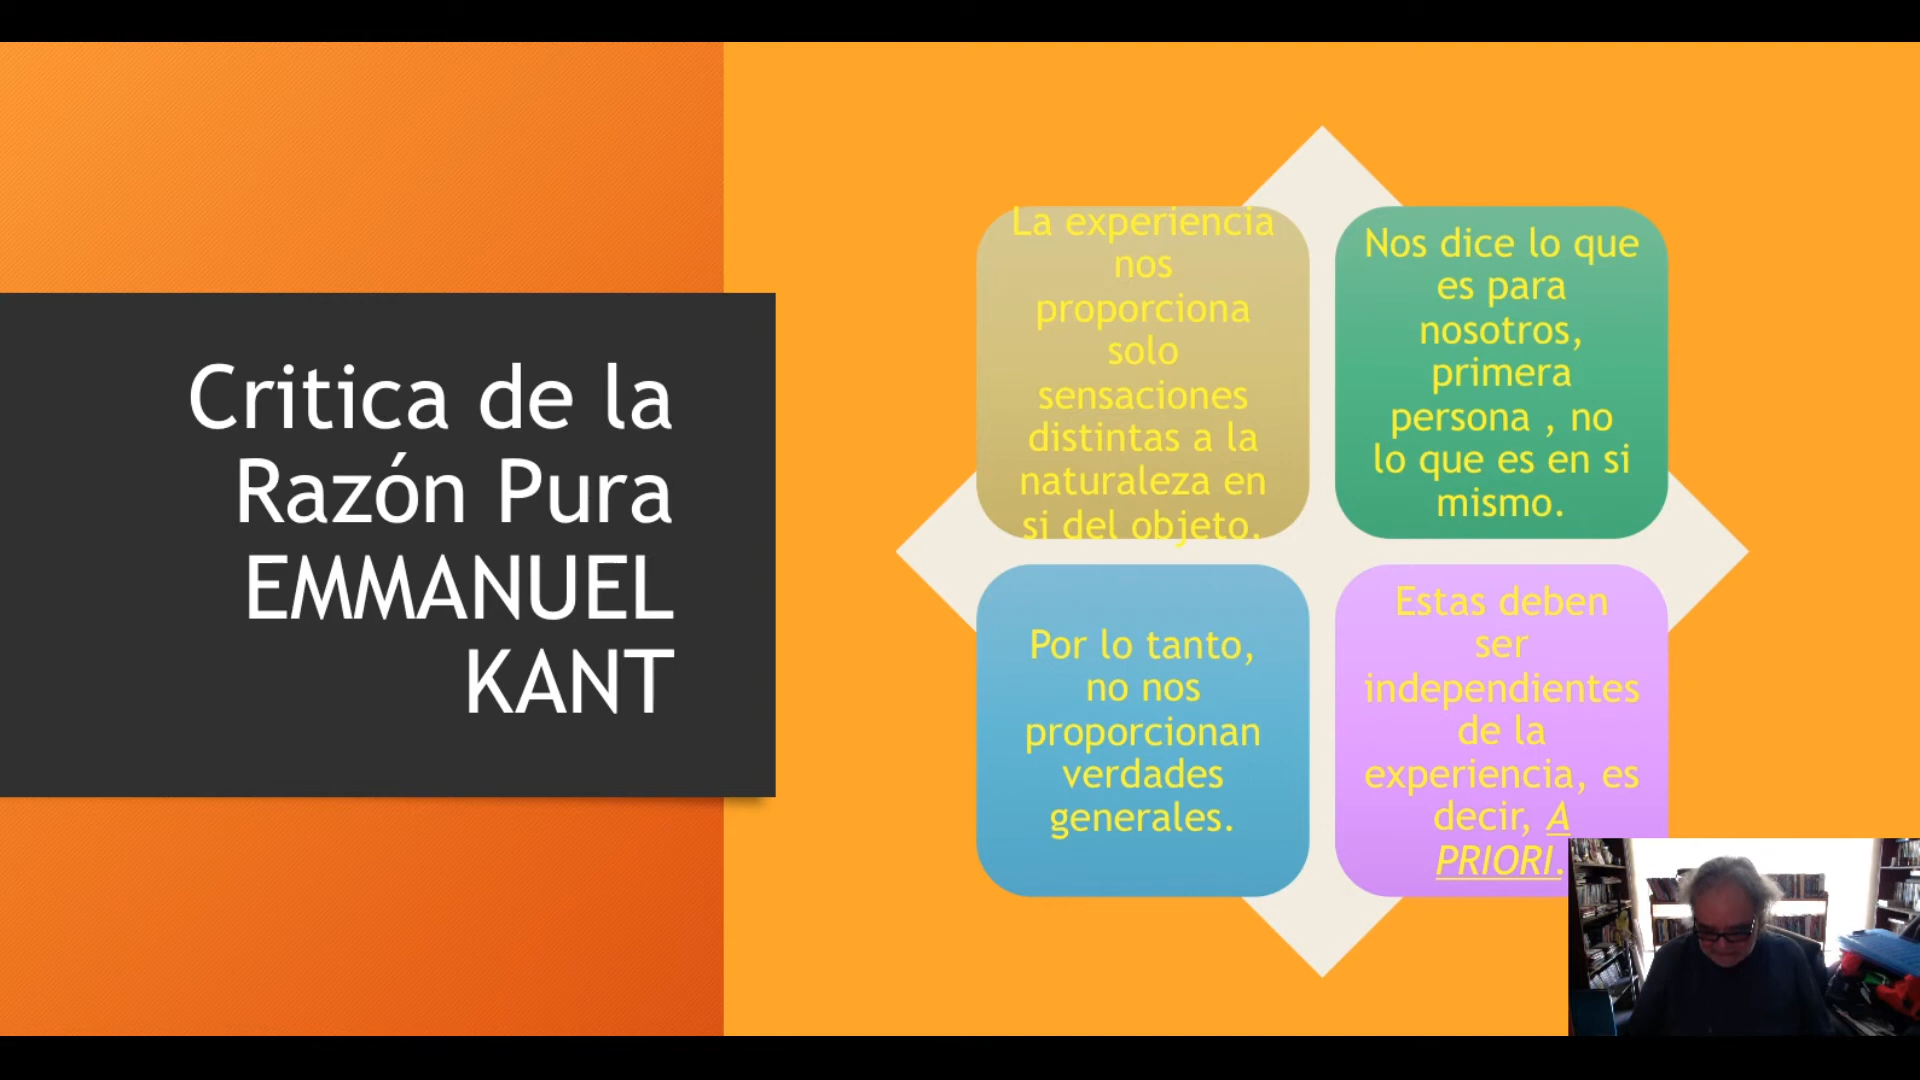 Critica de la
Razón Pura
EMMANUEL
KANT
La experiencia
nos
proporciona
solo
sensaciones
distintas a la
naturaleza en
si del objeto.
Nos dice lo que
es para
nosotros,
primera
persona , no
lo que es en si
mismo.
Por lo tanto,
no nos
proporcionan
verdades
generales.
Estas deben
ser
independientes
de la
experiencia, es
decir, A
PRIORI.